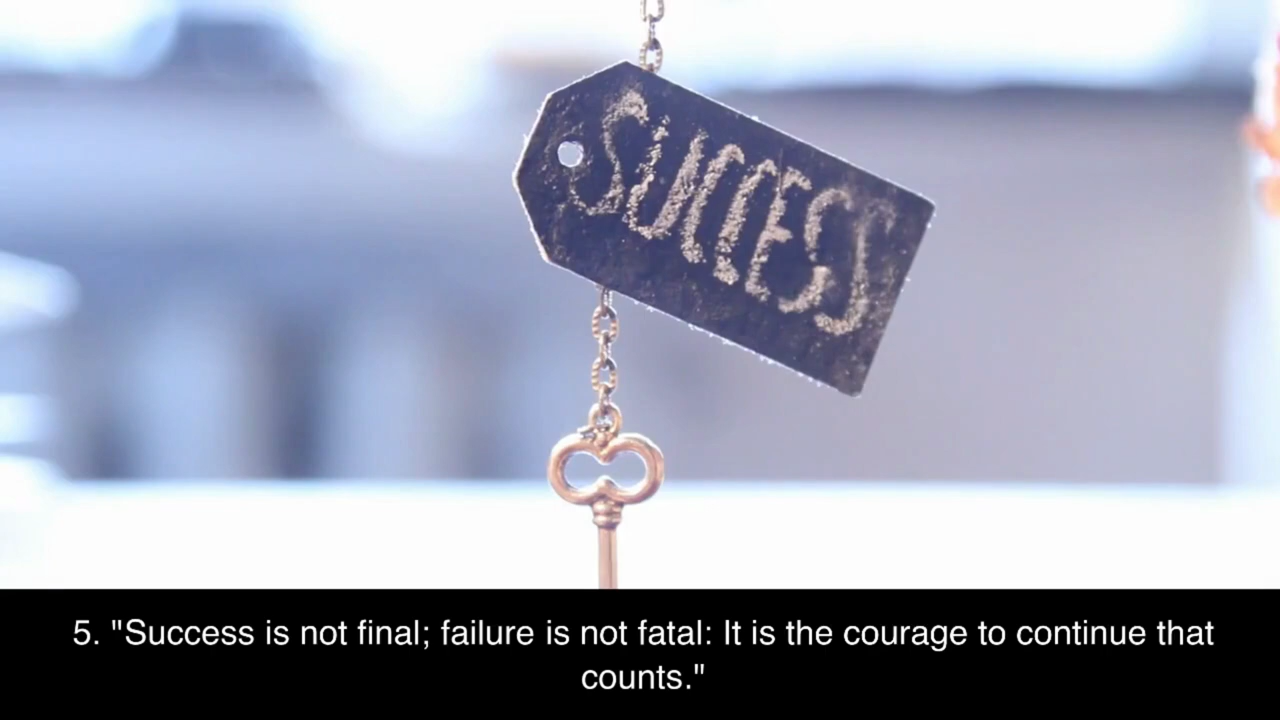 SUCCESS
5. "Success is not final; failure is not fatal: It is the courage to continue that
counts."